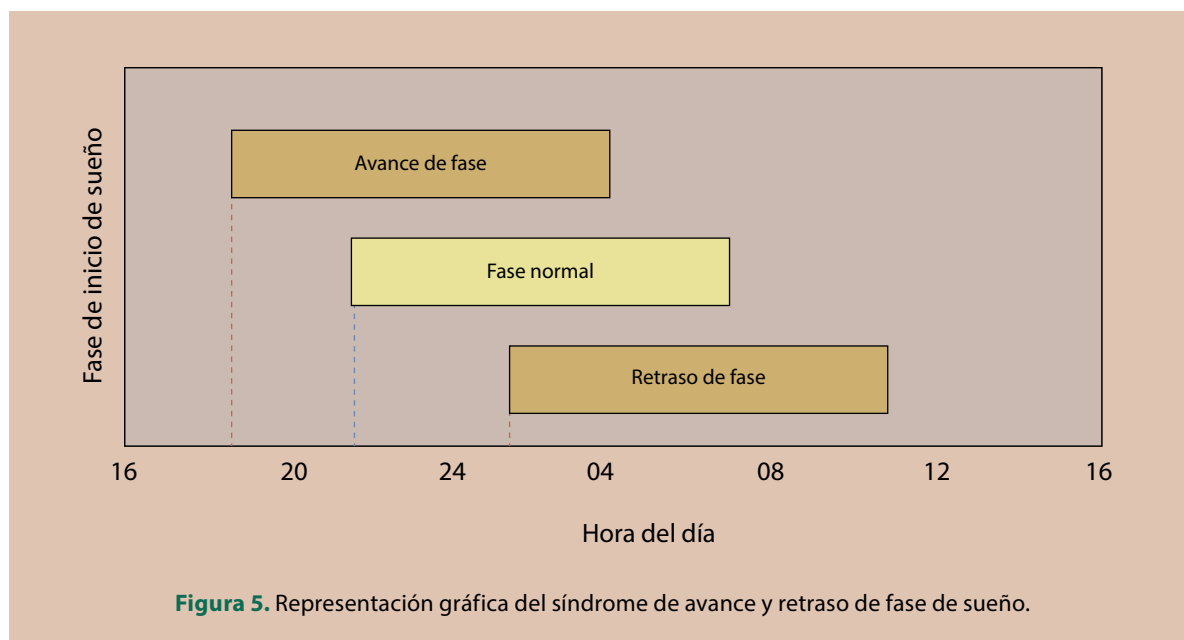 Fase de inicio de sueño
Avance de fase
Fase normal
Retraso de fase
16 20 24 04 08 12 16
Hora del día
Figura 5. Representación gráfica del síndrome de avance y retraso de fase de sueño.